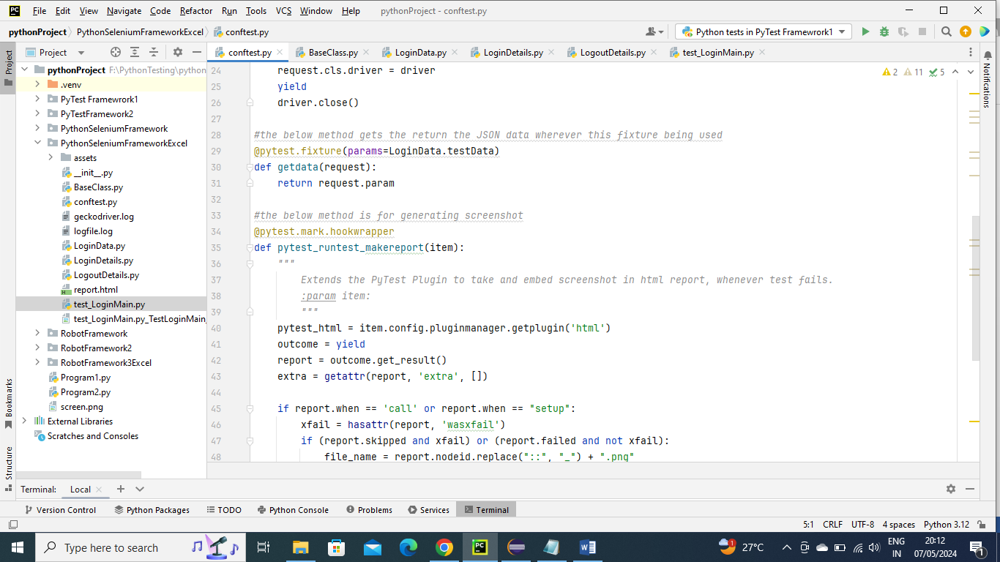 File Edit View Navigate Code Refactor Run Tools VCS Window Help pythonProject - conftest.py
pythonProject PythonSeleniumFrameworkExcel conftest.py Python tests in PyTest Framewrork1
Project conftest.py BaseClass.py LoginData.py LoginDetails.py LogoutDetails.py test_LoginMain.py
Project
Bookmarks
Structure
Notifications
pythonProject F:\PythonTesting\python
.venv
PyTest Framewrork1
PyTestFramework2
PythonSeleniumFramework
PythonSeleniumFrameworkExcel
assets
__init__.py
BaseClass.py
conftest.py
geckodriver.log
logfile.log
LoginData.py
LoginDetails.py
LogoutDetails.py
report.html
test_LoginMain.py
test_LoginMain.py_TestLoginMain_
RobotFramework
RobotFramework2
RobotFramework3Excel
Program1.py
Program2.py
screen.png
External Libraries
Scratches and Consoles
2 11 5
24 request.cls.driver = driver
25 yield
26 driver.close()
27
28 #the below method gets the return the JSON data wherever this fixture being used
29 @pytest.fixture(params=LoginData.testData)
30 def getdata(request):
31 return request.param
32
33 #the below method is for generating screenshot
34 @pytest.mark.hookwrapper
35 def pytest_runtest_makereport(item):
36 """
37 Extends the PyTest Plugin to take and embed screenshot in html report, whenever test fails.
38 :param item:
39 """
40 pytest_html = item.config.pluginmanager.getplugin('html')
41 outcome = yield
42 report = outcome.get_result()
43 extra = getattr(report, 'extra', [])
44
45 if report.when == 'call' or report.when == "setup":
46 xfail = hasattr(report, 'wasxfail')
47 if (report.skipped and xfail) or (report.failed and not xfail):
48 file_name = report.nodeid.replace("::", "_") + ".png"
Terminal: Local
Version Control Python Packages TODO Python Console Problems Services Terminal
5:1 CRLF UTF-8 4 spaces Python 3.12
Type here to search
27°C
ENG
IN
20:12
07/05/2024
1